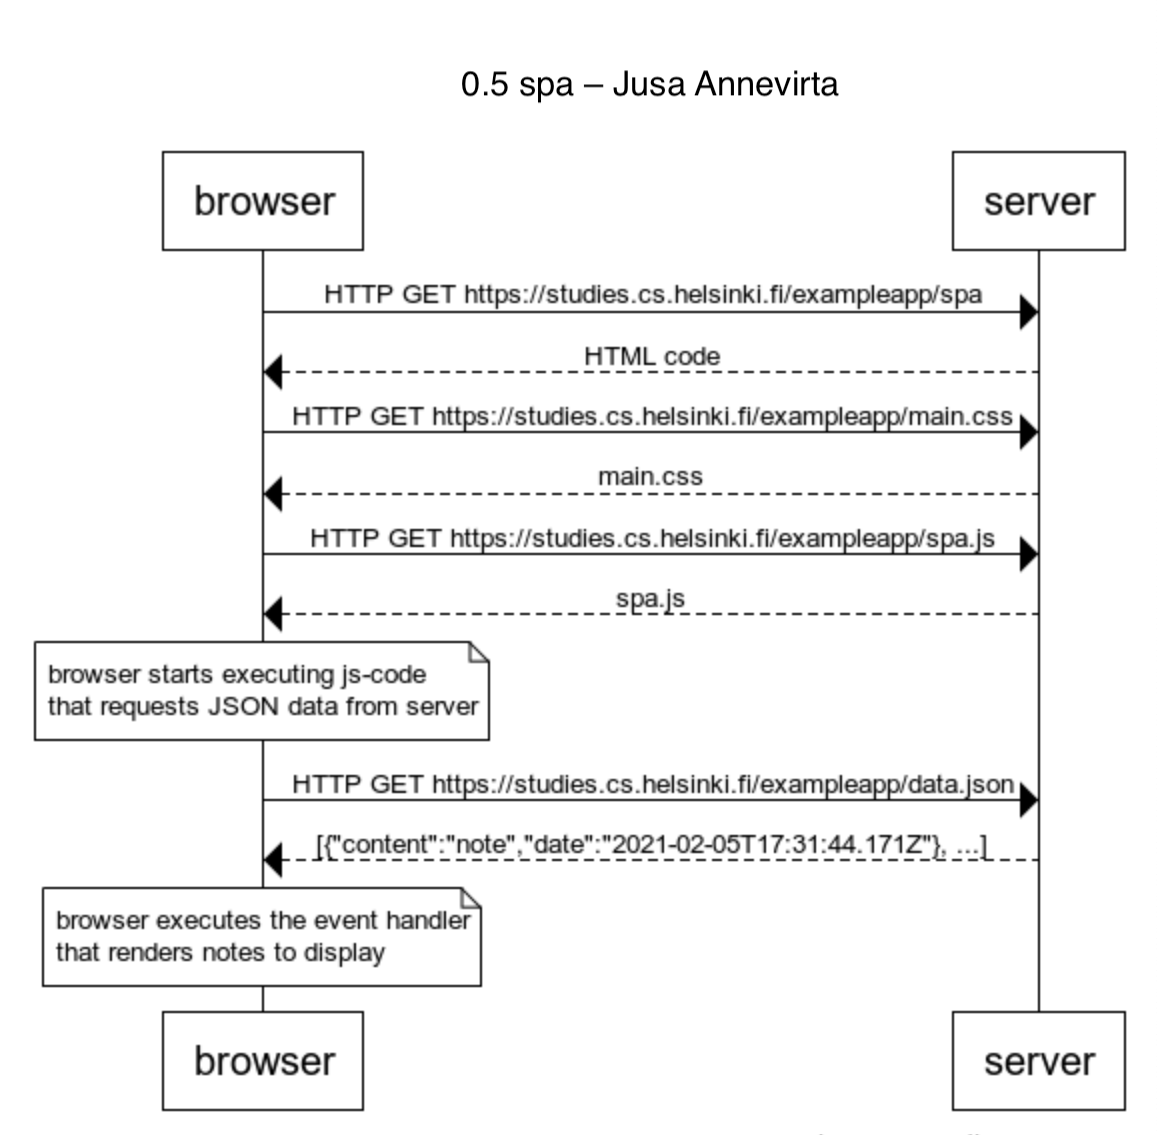 0.5 spa – Jusa Annevirta
browser
server
HTTP GET https://studies.cs.helsinki.fi/exampleapp/spa
HTML code
HTTP GET https://studies.cs.helsinki.fi/exampleapp/main.css
main.css
HTTP GET https://studies.cs.helsinki.fi/exampleapp/spa.js
spa.js
browser starts executing js-code
that requests JSON data from server
HTTP GET https://studies.cs.helsinki.fi/exampleapp/data.json
[{"content":"note","date":"2021-02-05T17:31:44.171Z"}, ...]
browser executes the event handler
that renders notes to display
browser
server